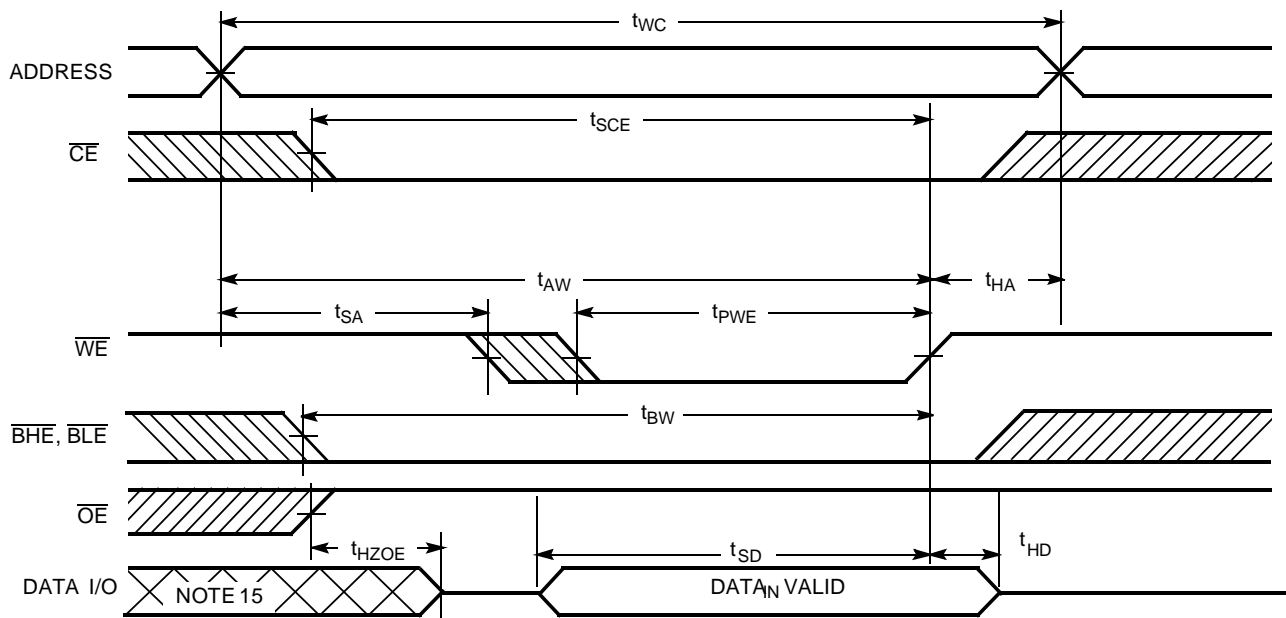 tWC
ADDRESS
tSCE
CE
tAW
tHA
tSA
tPWE
WE
tBW
BHE, BLE
OE
tHZOE
tSD
tHD
DATA I/O
NOTE 15
DATAIN VALID